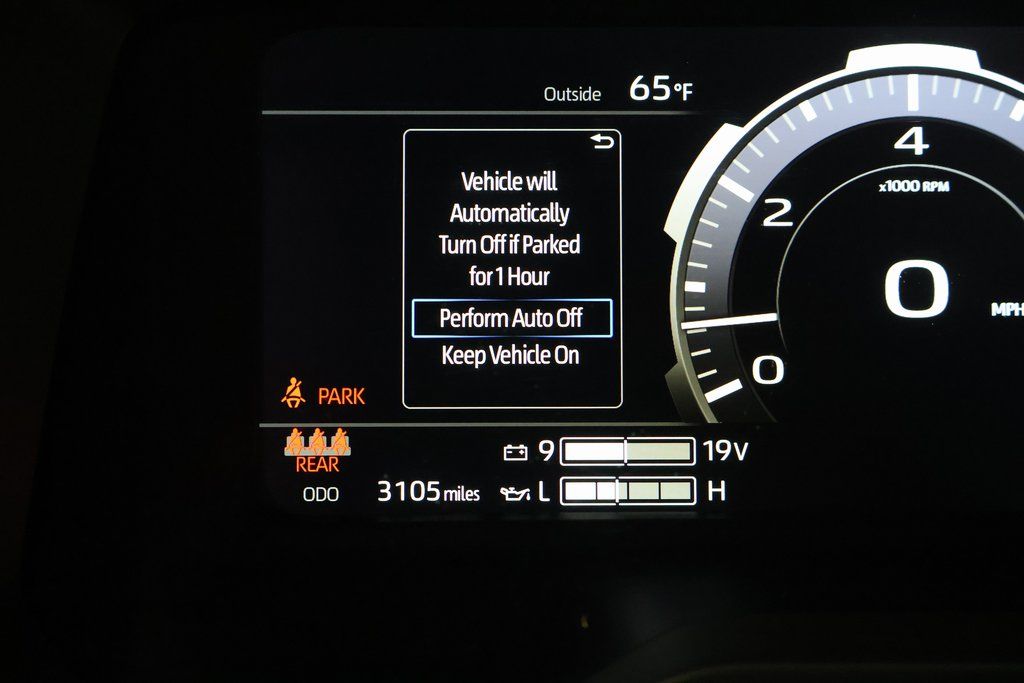 Outside 65°F
Vehicle will
Automatically
Turn Off if Parked
for 1 Hour
Perform Auto Off
Keep Vehicle On
4
x1000 RPM
2
0
MPH
0
PARK
REAR
9 19V
ODO 3105 miles L H